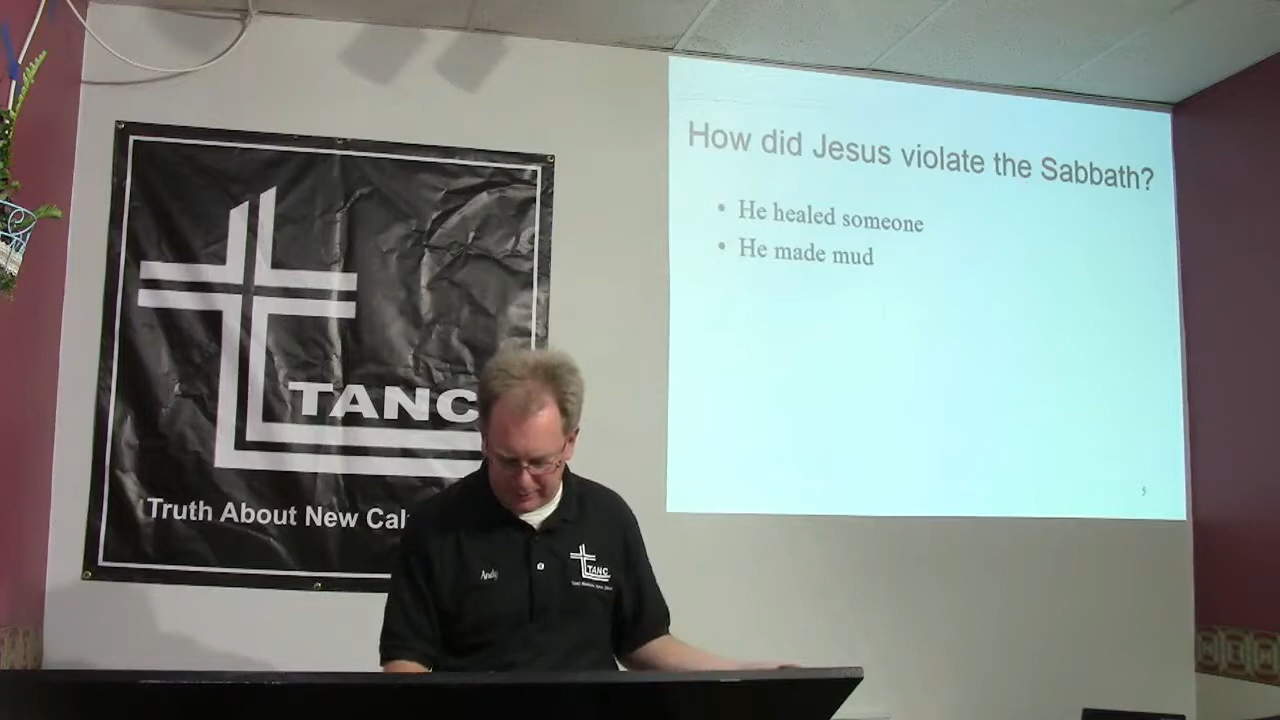 How did Jesus violate the Sabbath?
• He healed someone
• He made mud
5
TANC
Truth About New Cal
Andy
TANC